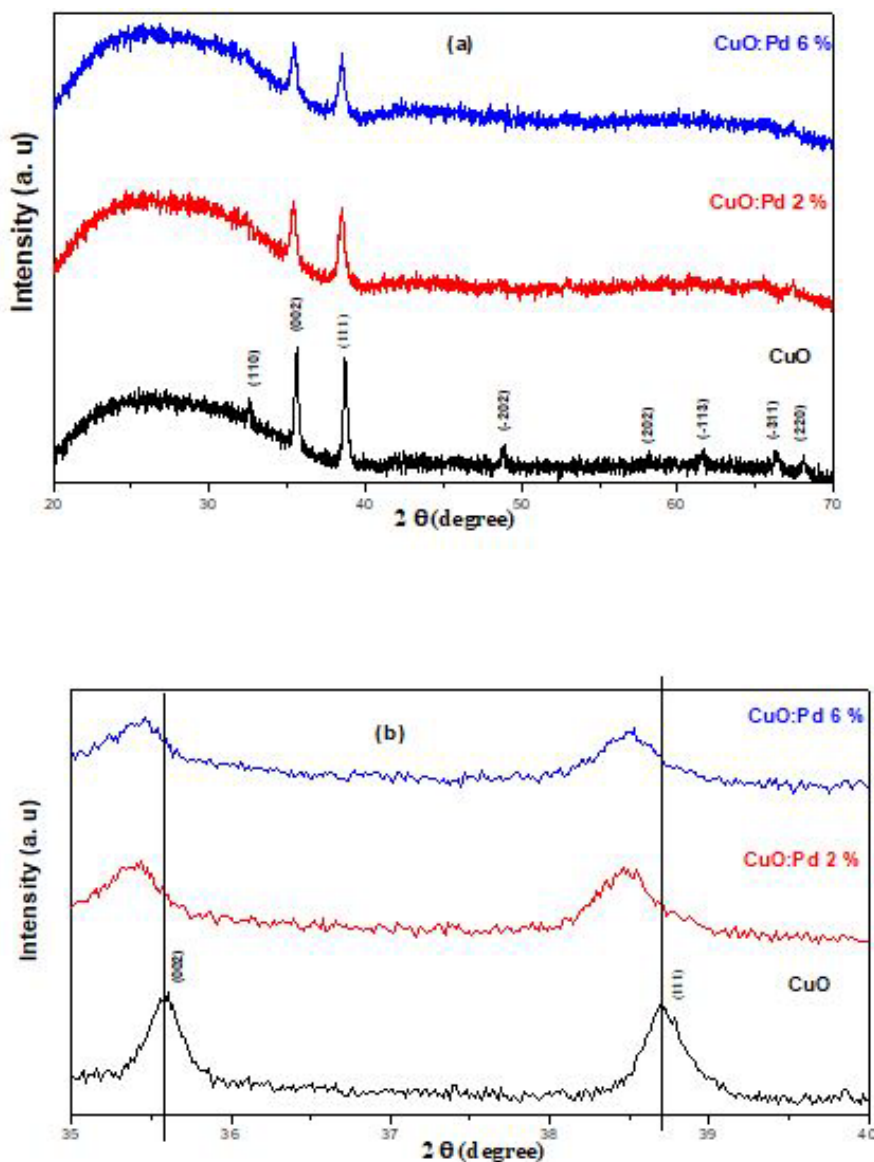 (a)
CuO:Pd 6 %
CuO:Pd 2 %
CuO
(110)
(002)
(111)
(-202)
(202)
(-113)
(-311)
(220)
Intensity (a. u)
20
30
40
50
60
70
2 θ (degree)
(b)
CuO:Pd 6 %
CuO:Pd 2 %
CuO
(002)
(111)
Intensity (a. u)
35
36
37
38
39
40
2 θ (degree)